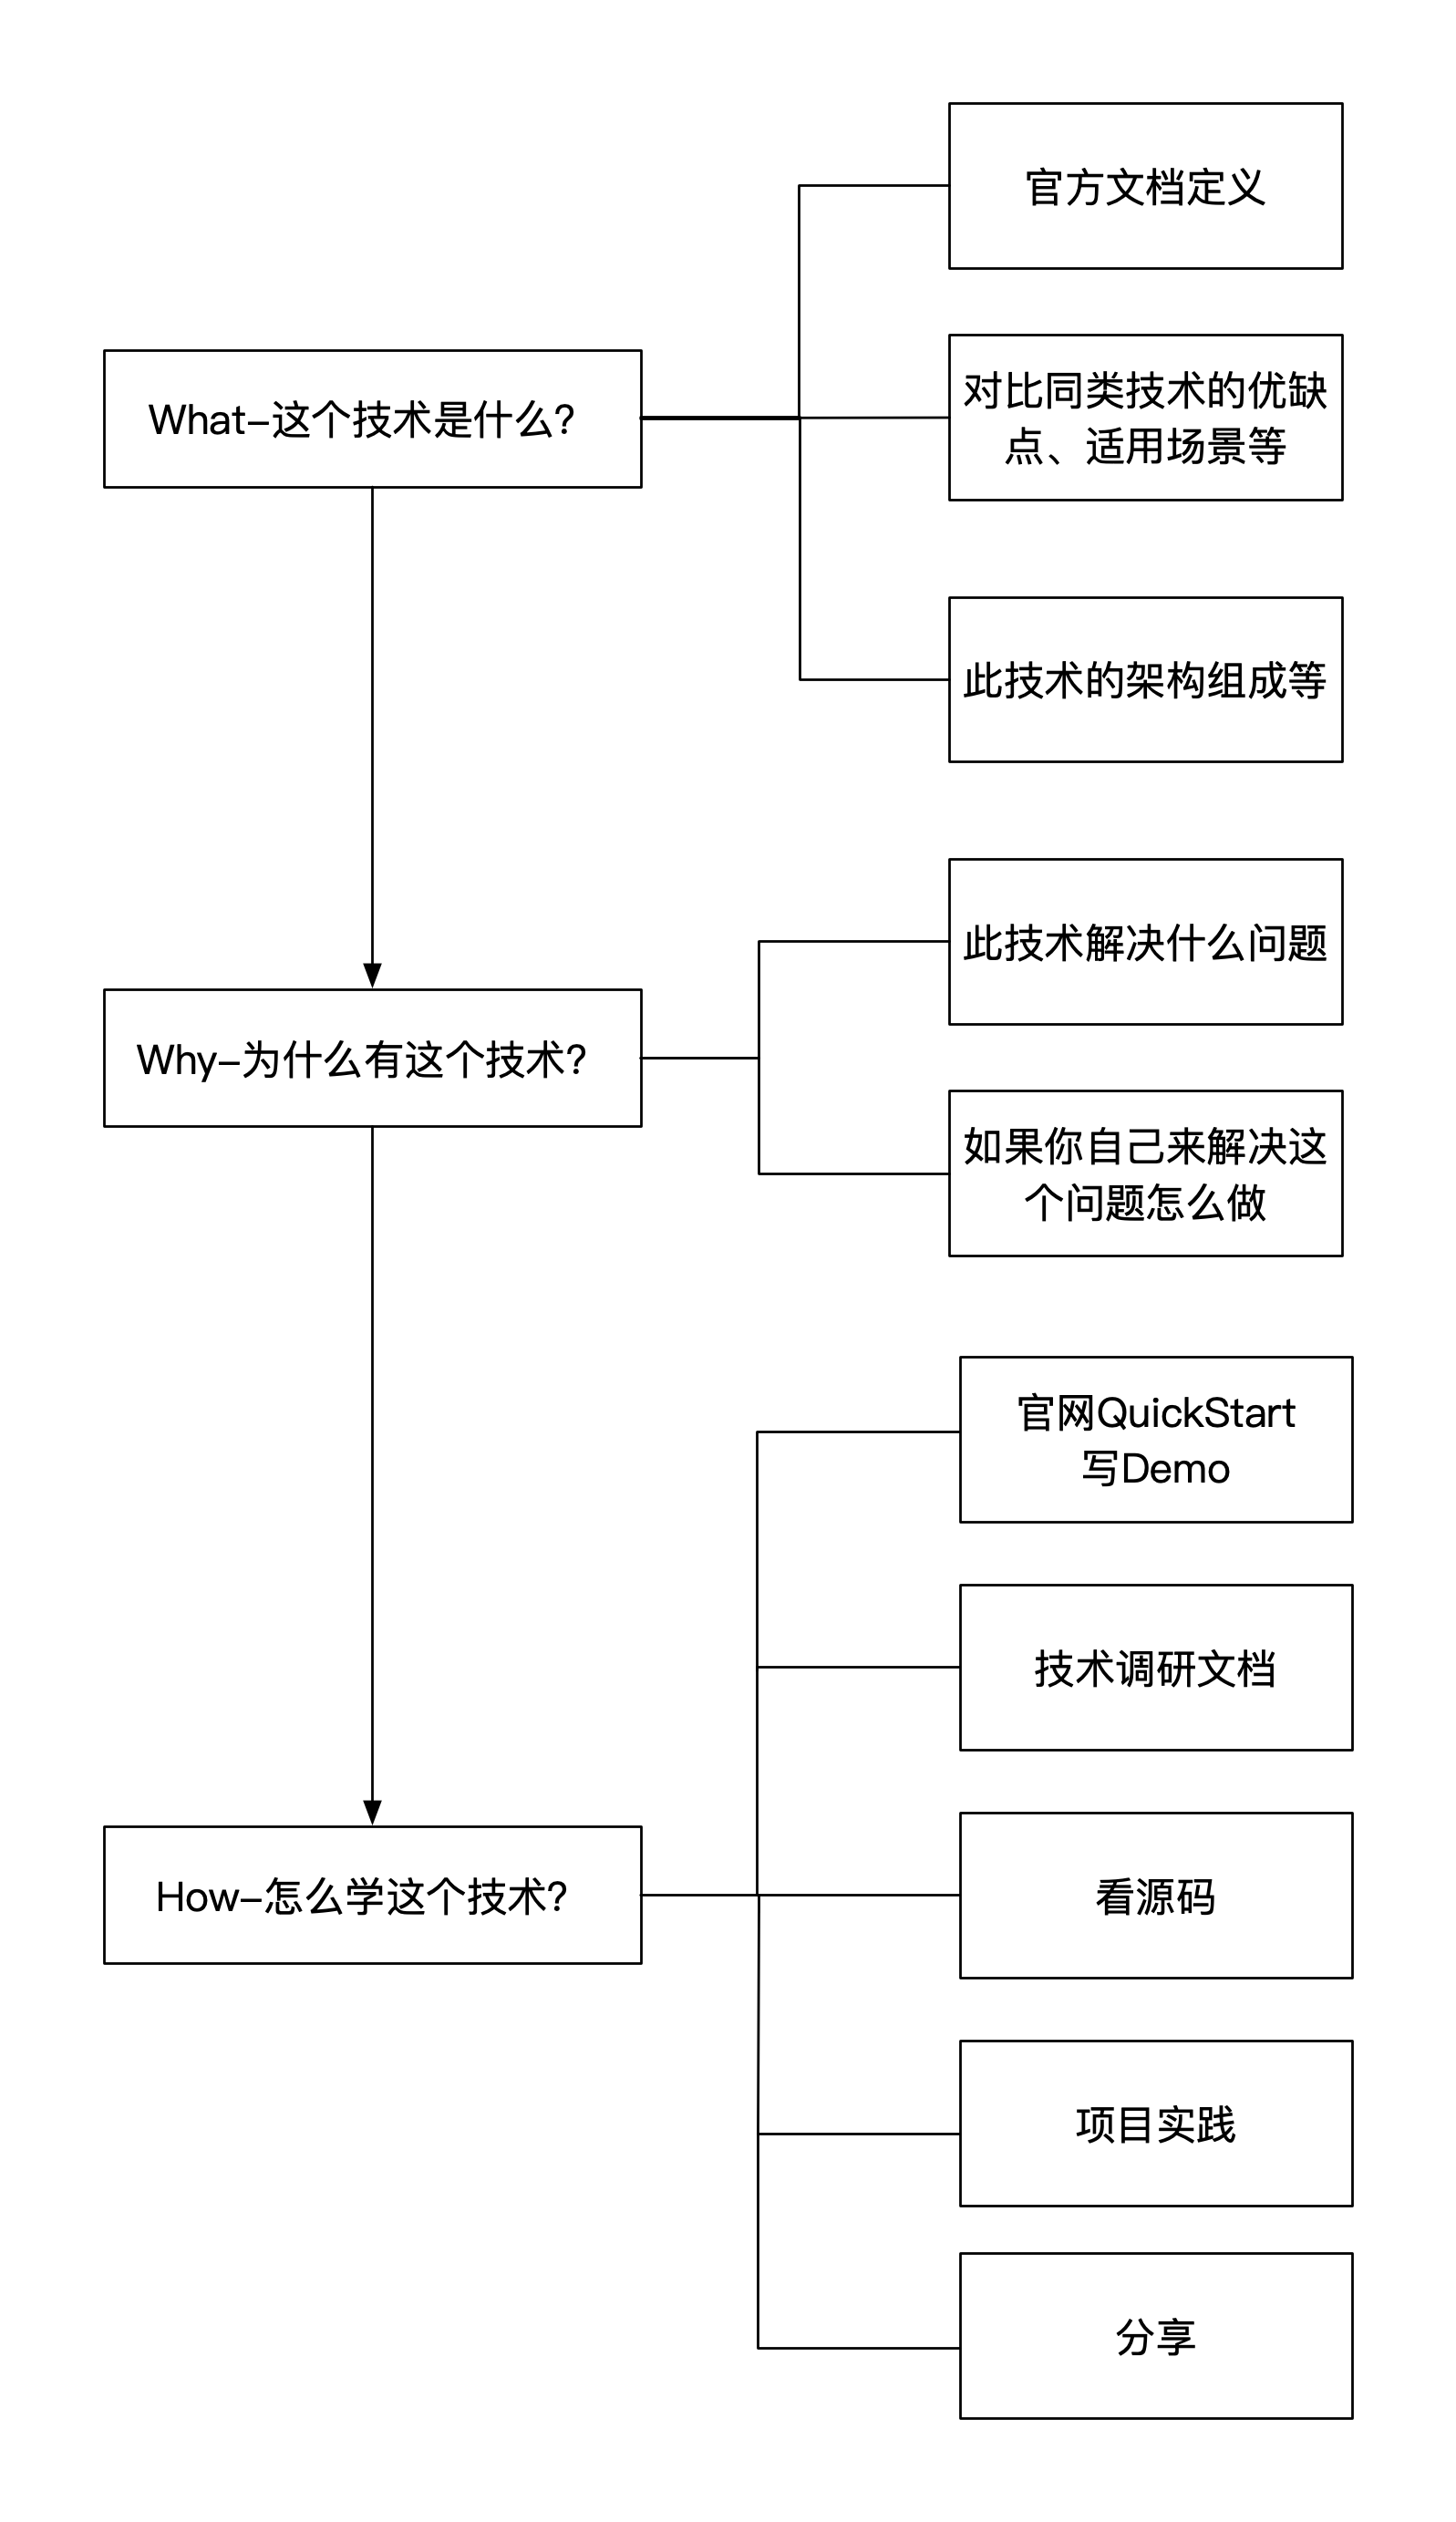 官方文档定义
What-这个技术是什么?
对比同类技术的优缺
点、适用场景等
此技术的架构组成等
此技术解决什么问题
Why-为什么有这个技术?
如果你自己来解决这
个问题怎么做
官网QuickStart
写Demo
技术调研文档
How-怎么学这个技术?
看源码
项目实践
分享